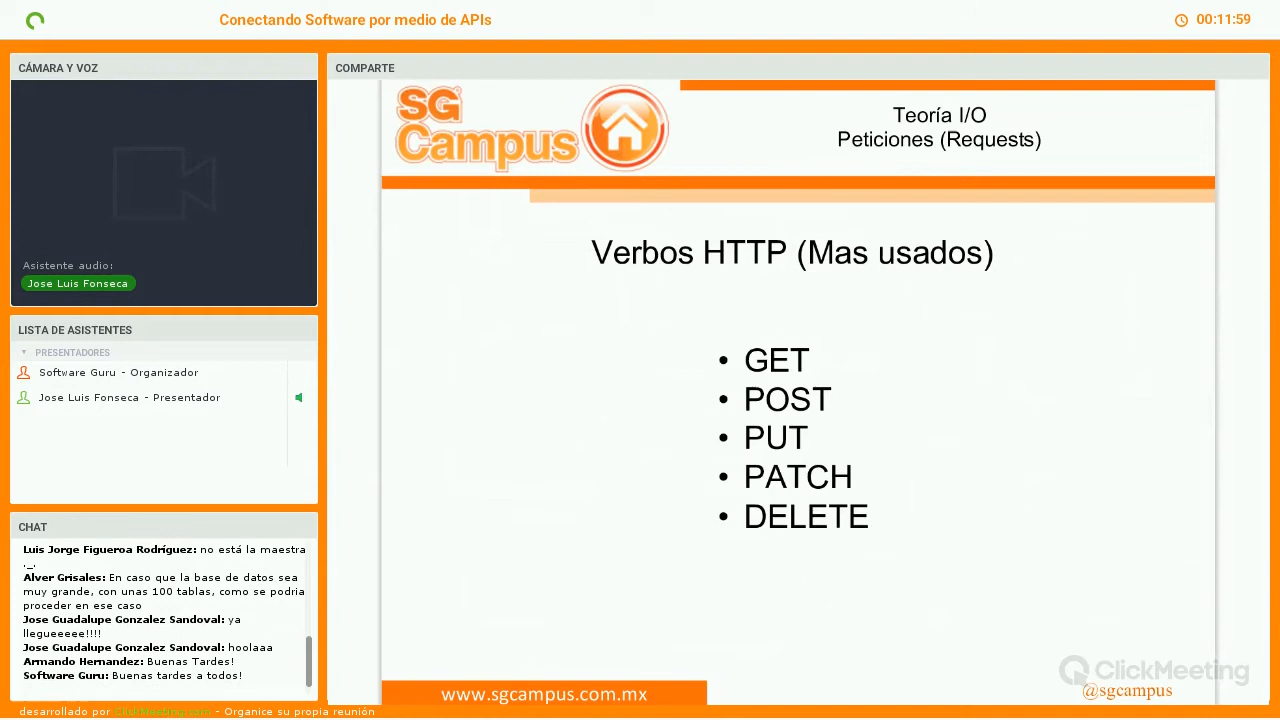 Conectando Software por medio de APIs
00:11:59
CÁMARA Y VOZ
Asistente audio:
Jose Luis Fonseca
LISTA DE ASISTENTES
PRESENTADORES
Software Guru - Organizador
Jose Luis Fonseca - Presentador
CHAT
Luis Jorge Figueroa Rodríguez: no está la maestra
._.
Alver Grisales: En caso que la base de datos sea
muy grande, con unas 100 tablas, como se podria
proceder en ese caso
Jose Guadalupe Gonzalez Sandoval: ya
llegueeeee!!!!
Jose Guadalupe Gonzalez Sandoval: hoolaaa
Armando Hernandez: Buenas Tardes!
Software Guru: Buenas tardes a todos!
desarrollado por ClickMeeting.com - Organice su propia reunión
COMPARTE
SG
Campus
Teoría I/O
Peticiones (Requests)
Verbos HTTP (Mas usados)
• GET
• POST
• PUT
• PATCH
• DELETE
www.sgcampus.com.mx
ClickMeeting
@sgcampus